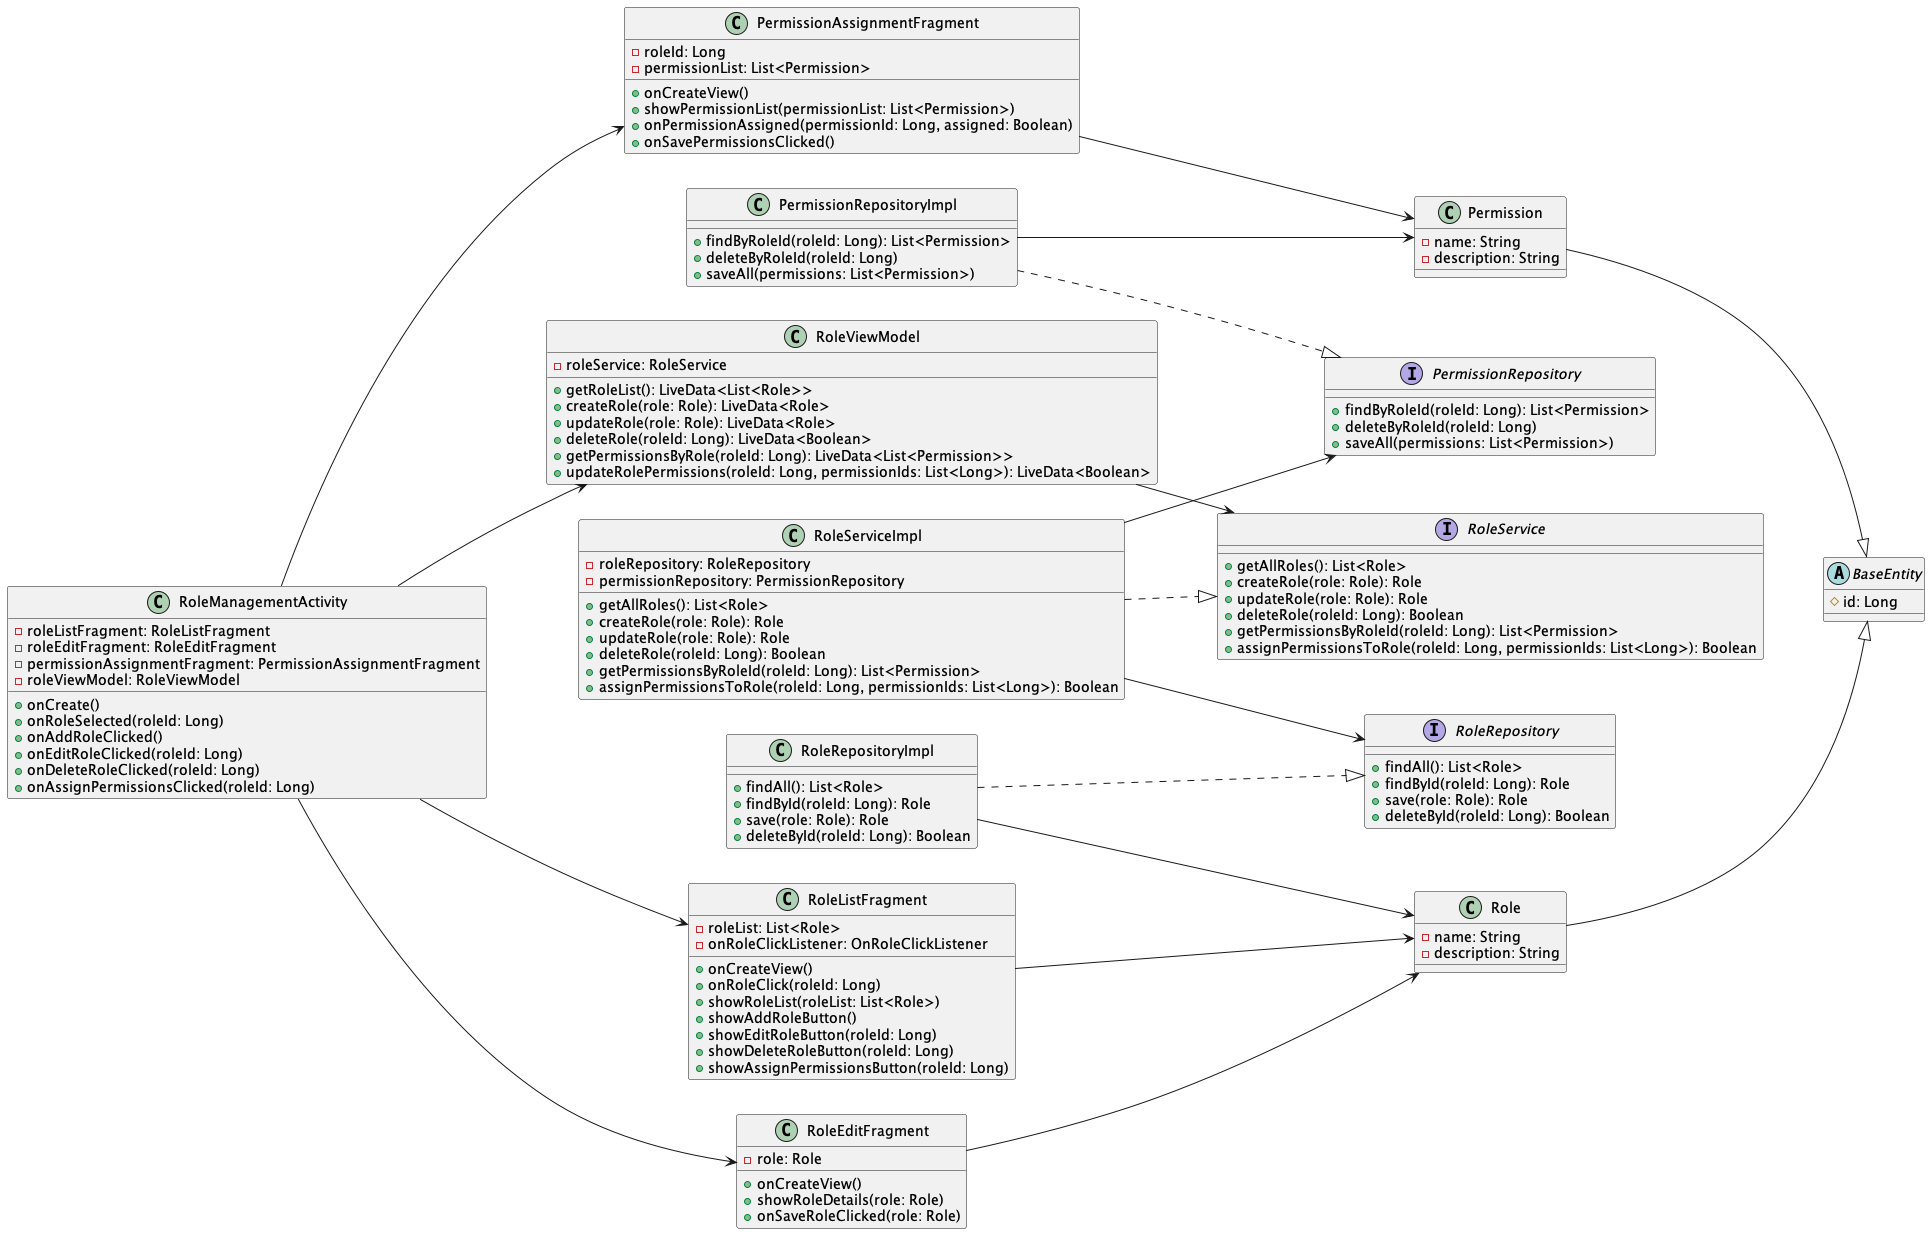 C PermissionAssignmentFragment
roleId: Long
permissionList: List<Permission>
onCreateView()
showPermissionList(permissionList: List<Permission>)
onPermissionAssigned(permissionId: Long, assigned: Boolean)
onSavePermissionsClicked()
C PermissionRepositoryImpl
findByRoleId(roleId: Long): List<Permission>
deleteByRoleId(roleId: Long)
saveAll(permissions: List<Permission>)
C Permission
name: String
description: String
C RoleViewModel
roleService: RoleService
getRoleList(): LiveData<List<Role>>
createRole(role: Role): LiveData<Role>
updateRole(role: Role): LiveData<Role>
deleteRole(roleId: Long): LiveData<Boolean>
getPermissionsByRole(roleId: Long): LiveData<List<Permission>>
updateRolePermissions(roleId: Long, permissionIds: List<Long>): LiveData<Boolean>
I PermissionRepository
findByRoleId(roleId: Long): List<Permission>
deleteByRoleId(roleId: Long)
saveAll(permissions: List<Permission>)
C RoleServiceImpl
roleRepository: RoleRepository
permissionRepository: PermissionRepository
getAllRoles(): List<Role>
createRole(role: Role): Role
updateRole(role: Role): Role
deleteRole(roleId: Long): Boolean
getPermissionsByRoleId(roleId: Long): List<Permission>
assignPermissionsToRole(roleId: Long, permissionIds: List<Long>): Boolean
I RoleService
getAllRoles(): List<Role>
createRole(role: Role): Role
updateRole(role: Role): Role
deleteRole(roleId: Long): Boolean
getPermissionsByRoleId(roleId: Long): List<Permission>
assignPermissionsToRole(roleId: Long, permissionIds: List<Long>): Boolean
A BaseEntity
id: Long
C RoleManagementActivity
roleListFragment: RoleListFragment
roleEditFragment: RoleEditFragment
permissionAssignmentFragment: PermissionAssignmentFragment
roleViewModel: RoleViewModel
onCreate()
onRoleSelected(roleId: Long)
onAddRoleClicked()
onEditRoleClicked(roleId: Long)
onDeleteRoleClicked(roleId: Long)
onAssignPermissionsClicked(roleId: Long)
C RoleRepositoryImpl
findAll(): List<Role>
findById(roleId: Long): Role
save(role: Role): Role
deleteById(roleId: Long): Boolean
I RoleRepository
findAll(): List<Role>
findById(roleId: Long): Role
save(role: Role): Role
deleteById(roleId: Long): Boolean
C RoleListFragment
roleList: List<Role>
onRoleClickListener: OnRoleClickListener
onCreateView()
onRoleClick(roleId: Long)
showRoleList(roleList: List<Role>)
showAddRoleButton()
showEditRoleButton(roleId: Long)
showDeleteRoleButton(roleId: Long)
showAssignPermissionsButton(roleId: Long)
C Role
name: String
description: String
C RoleEditFragment
role: Role
onCreateView()
showRoleDetails(role: Role)
onSaveRoleClicked(role: Role)